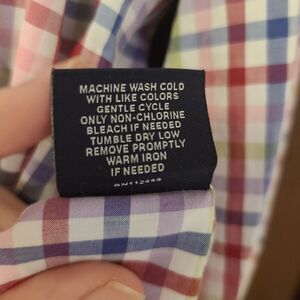 MACHINE WASH COLD
WITH LIKE COLORS
GENTLE CYCLE
ONLY NON-CHLORINE
BLEACH IF NEEDED
TUMBLE DRY LOW
REMOVE PROMPTLY
WARM IRON
IF NEEDED